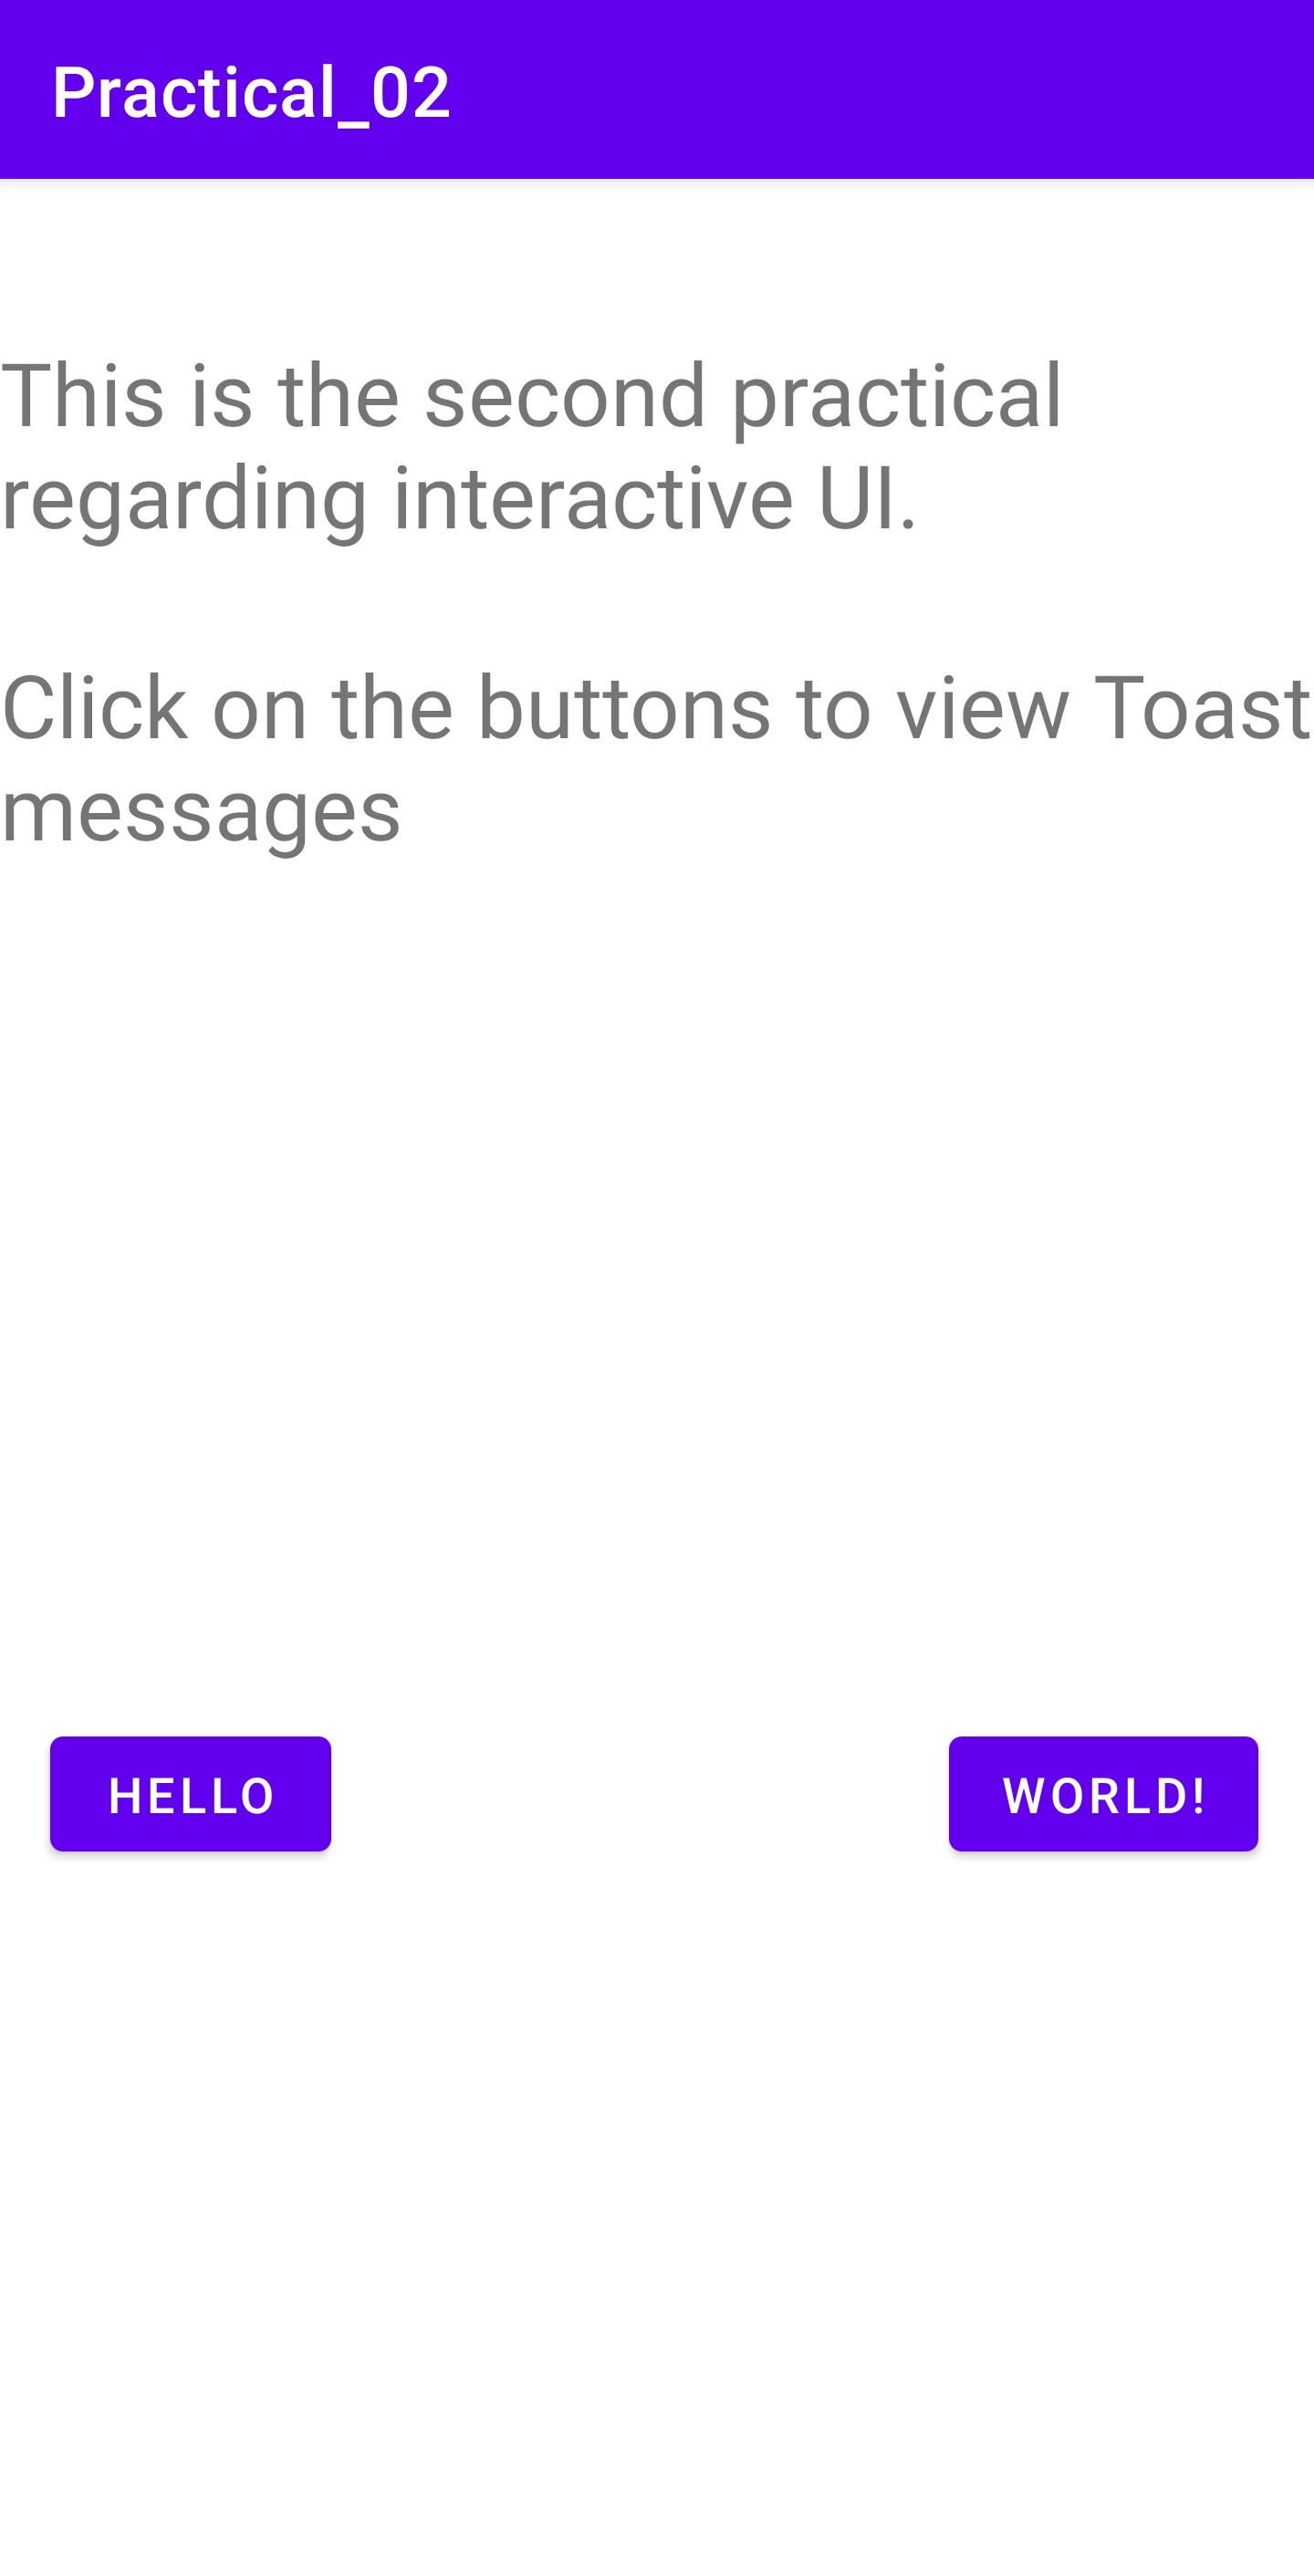 Practical_02
This is the second practical
regarding interactive UI.
Click on the buttons to view Toast
messages
HELLO
WORLD!